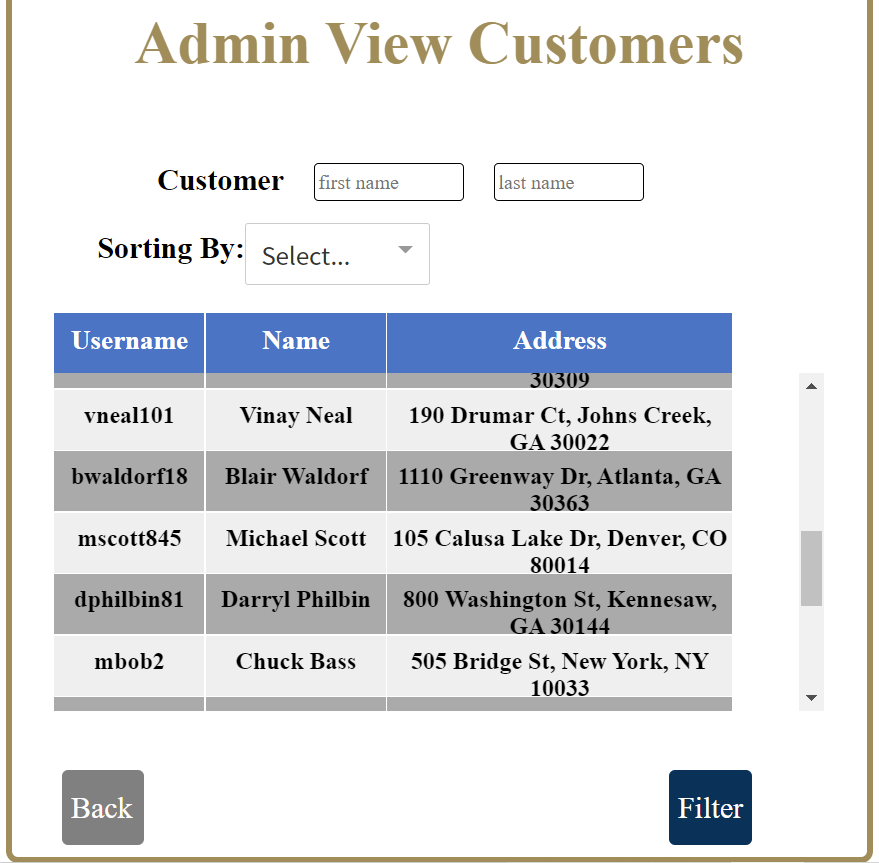 Admin View Customers
Customer first name last name
Sorting By: Select...
Username Name Address
30309
vneal101 Vinay Neal 190 Drumar Ct, Johns Creek,
GA 30022
bwaldorf18 Blair Waldorf 1110 Greenway Dr, Atlanta, GA
30363
mscott845 Michael Scott 105 Calusa Lake Dr, Denver, CO
80014
dphilbin81 Darryl Philbin 800 Washington St, Kennesaw,
GA 30144
mbob2 Chuck Bass 505 Bridge St, New York, NY
10033
Back Filter